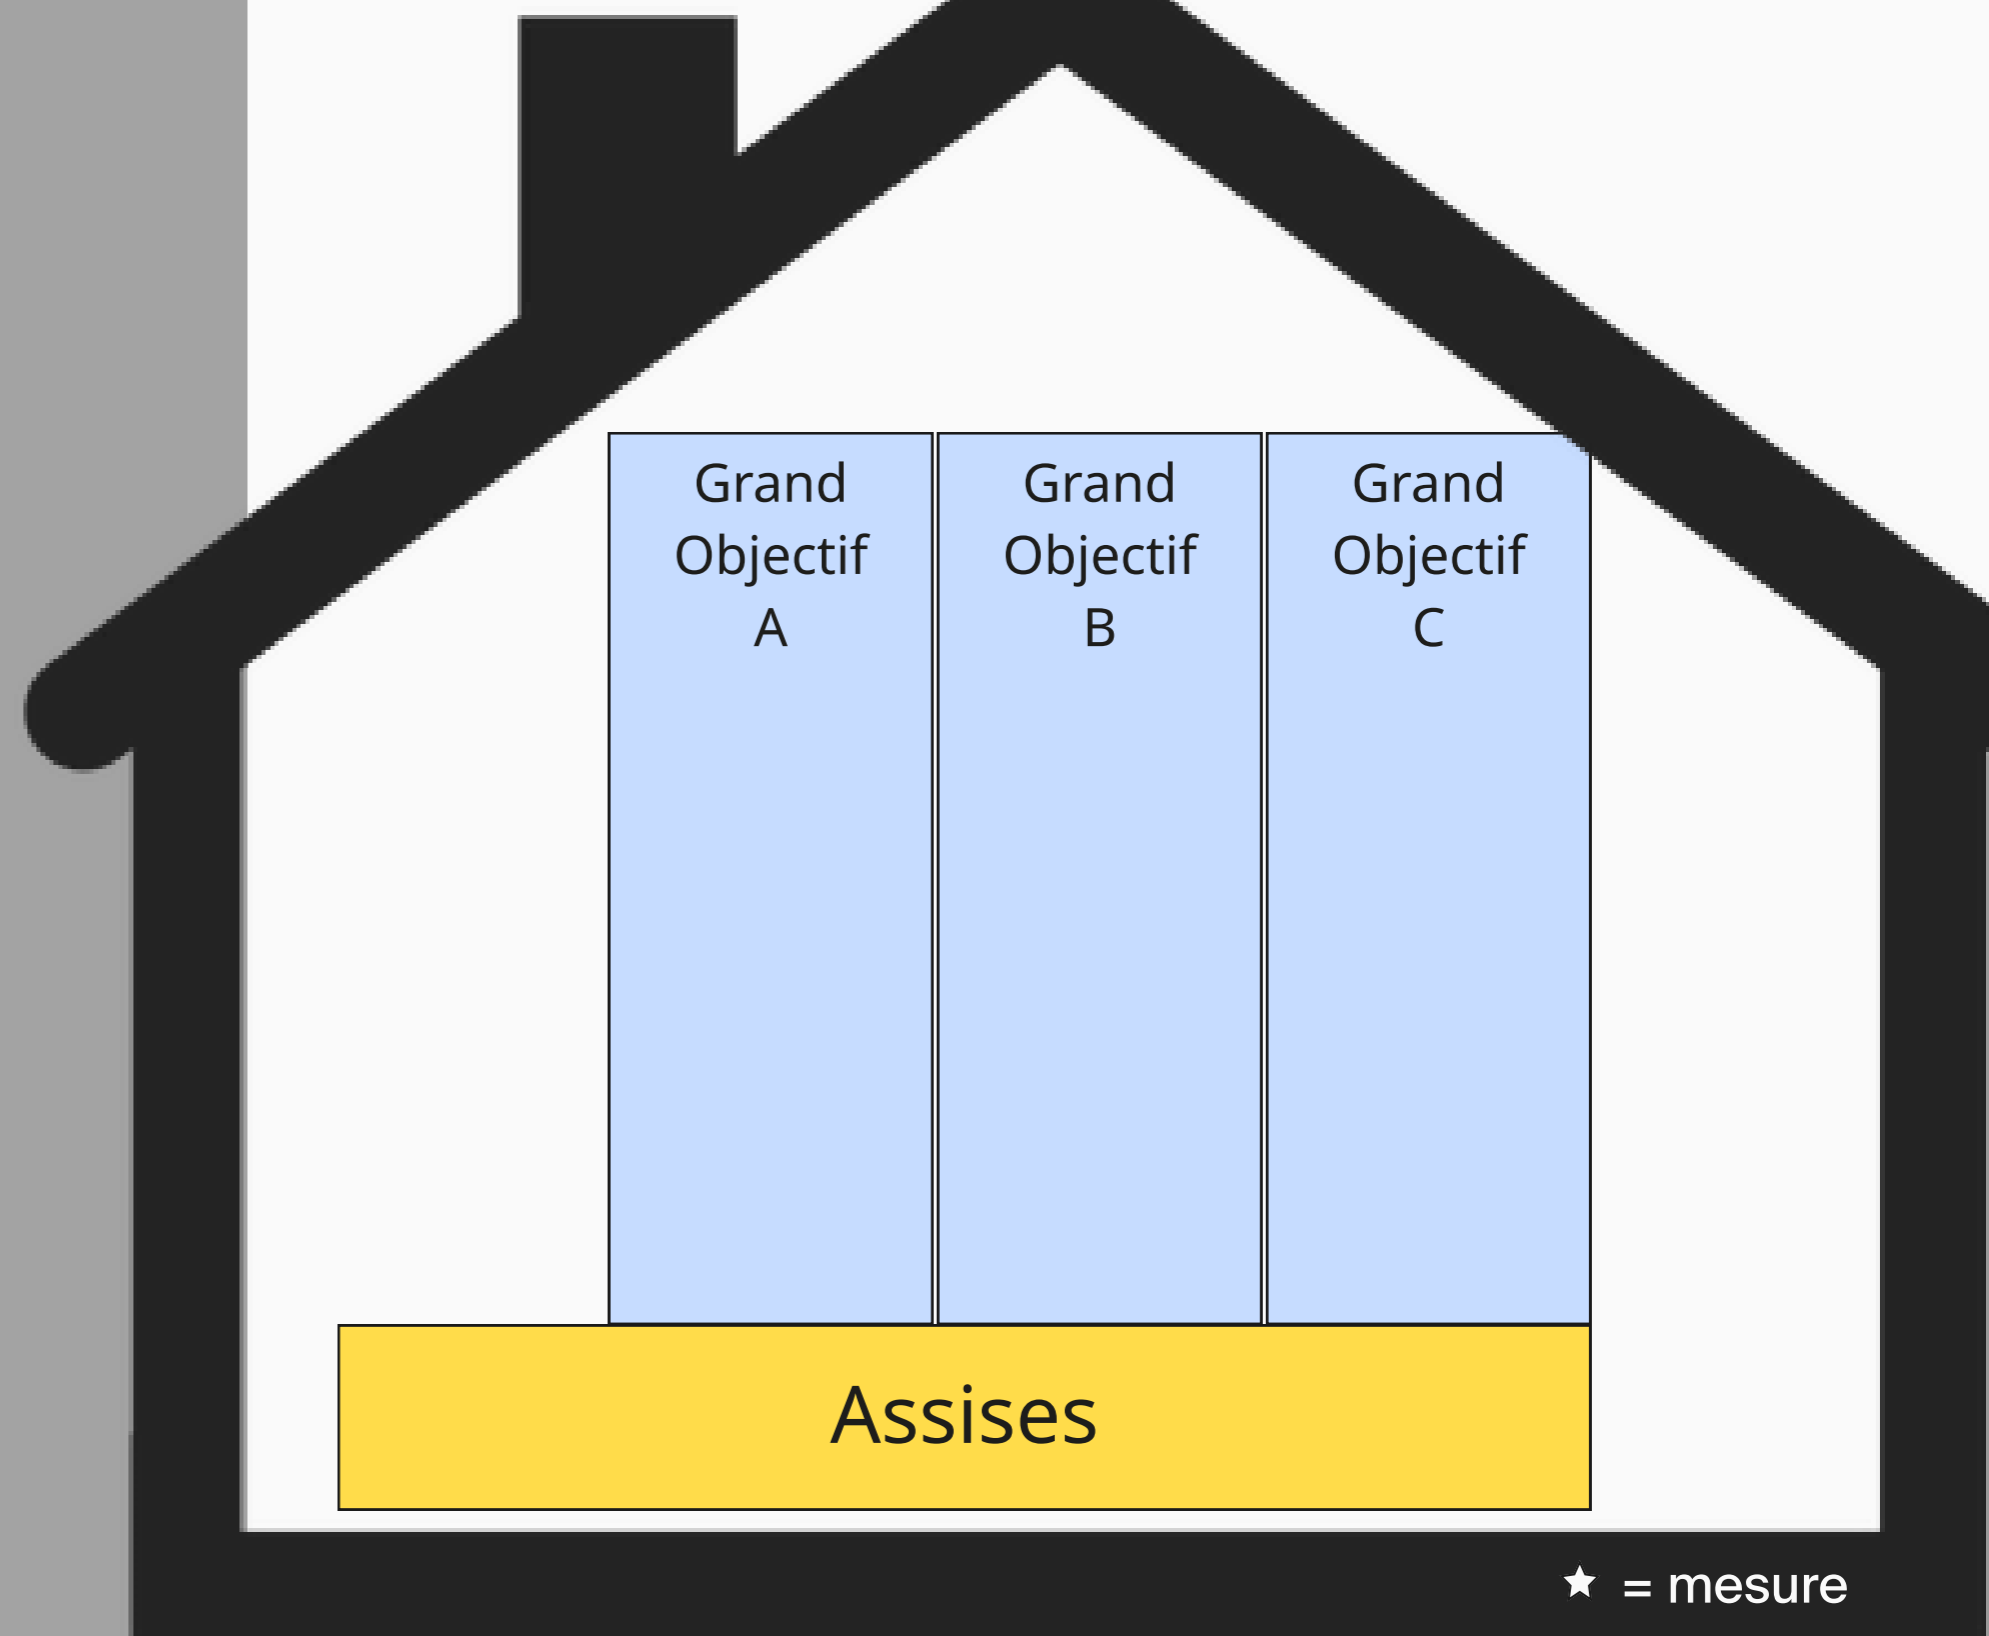 Grand
Objectif
A
Grand
Objectif
B
Grand
Objectif
C
Assises
★ = mesure